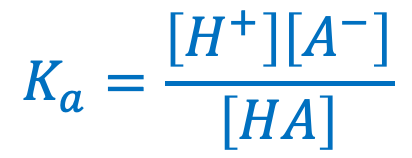 Kₐ = [H⁺][A⁻] / [HA]